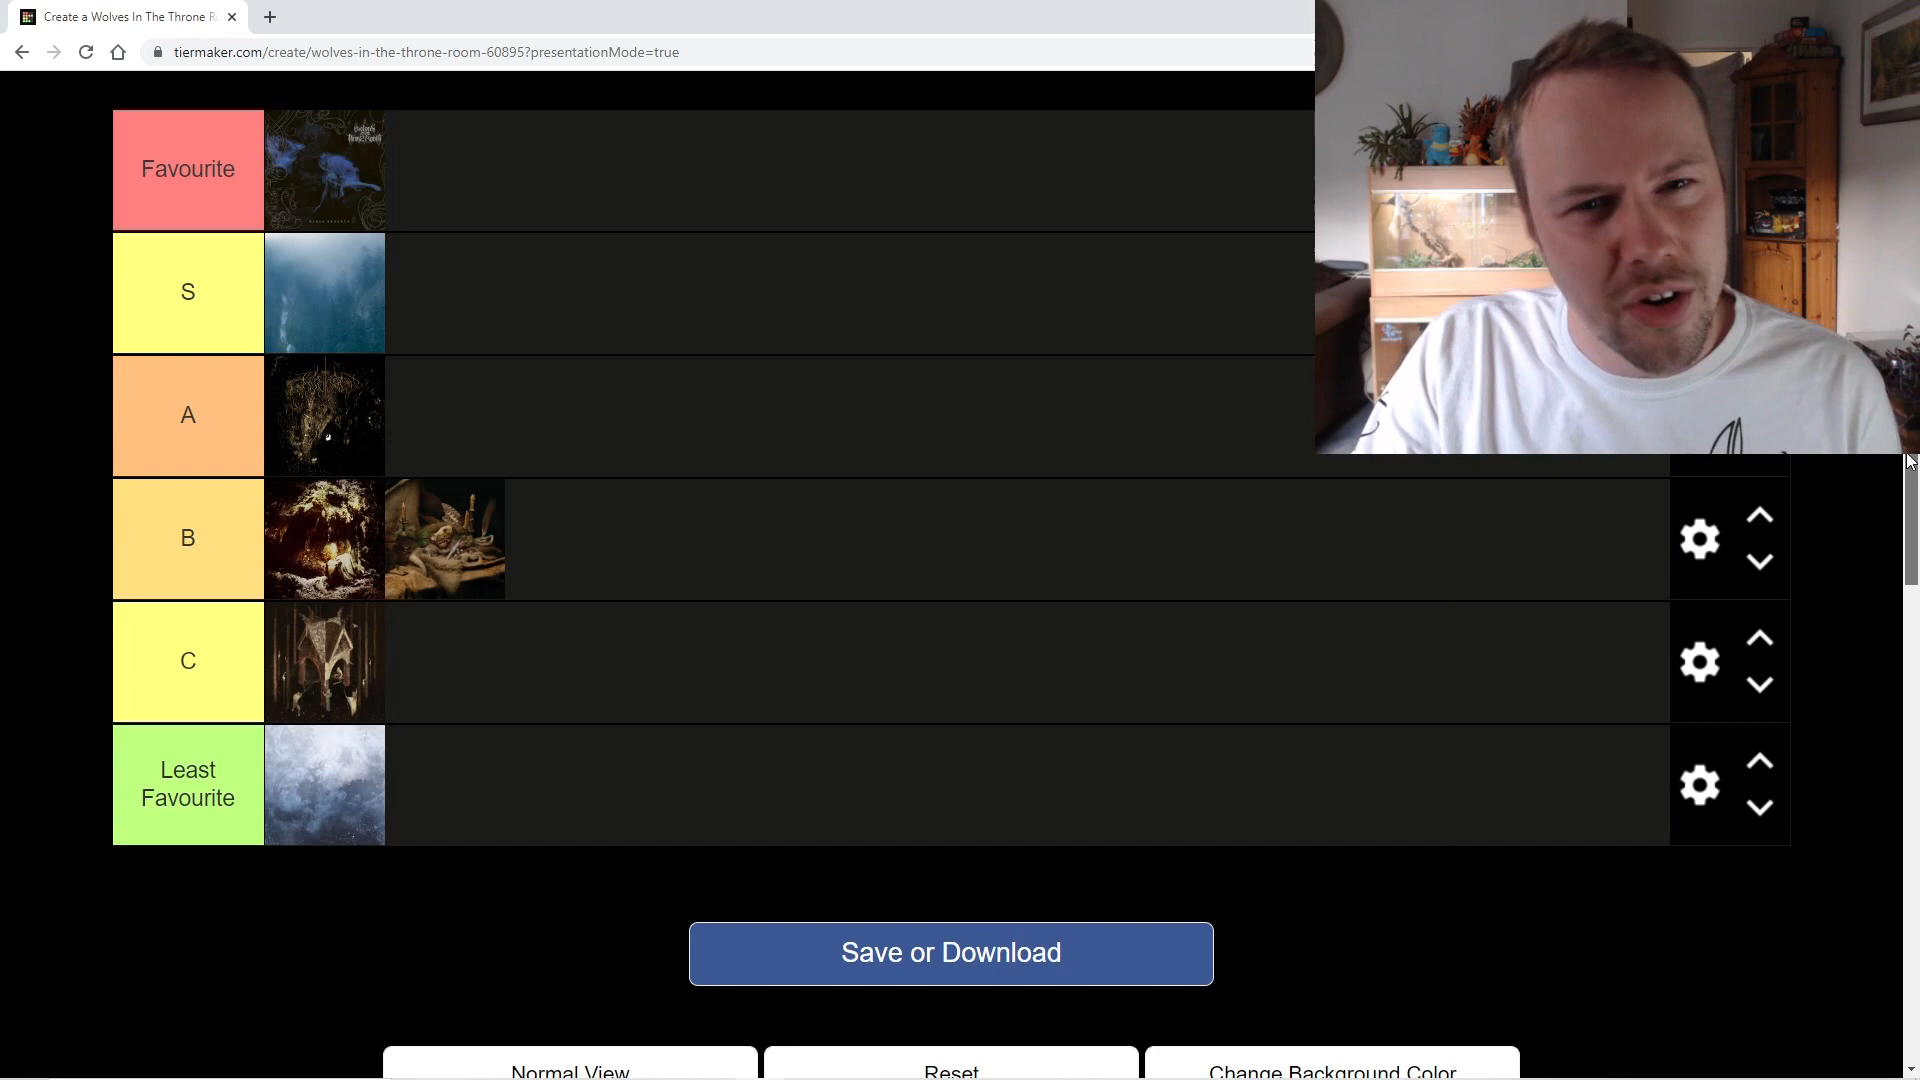 Create a Wolves In The Throne R
tiermaker.com/create/wolves-in-the-throne-room-60895?presentationMode=true
Favourite
S
A
B
C
Least
Favourite
Save or Download
Normal View
Reset
Change Background Color